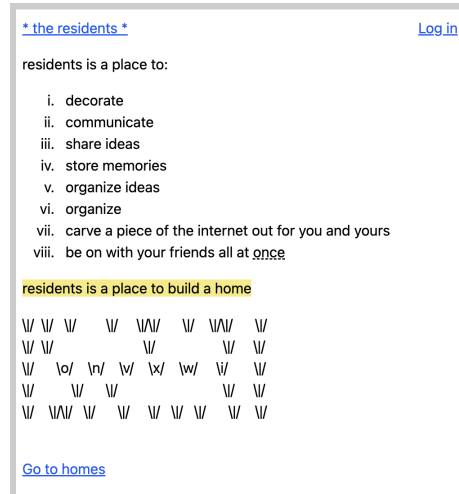 * the residents * Log in
residents is a place to:
i. decorate
ii. communicate
iii. share ideas
iv. store memories
v. organize ideas
vi. organize
vii. carve a piece of the internet out for you and yours
viii. be on with your friends all at once
residents is a place to build a home
\|/ \|/ \|/ \|/ \|/\|/ \|/ \|/\|/ \|/
\|/ \|/ \|/ \|/ \|/
\|/ \o/ \n/ \v/ \x/ \w/ \i/ \|/
\|/ \|/ \|/ \|/ \|/
\|/ \|/\|/ \|/ \|/ \|/ \|/ \|/ \|/ \|/
Go to homes